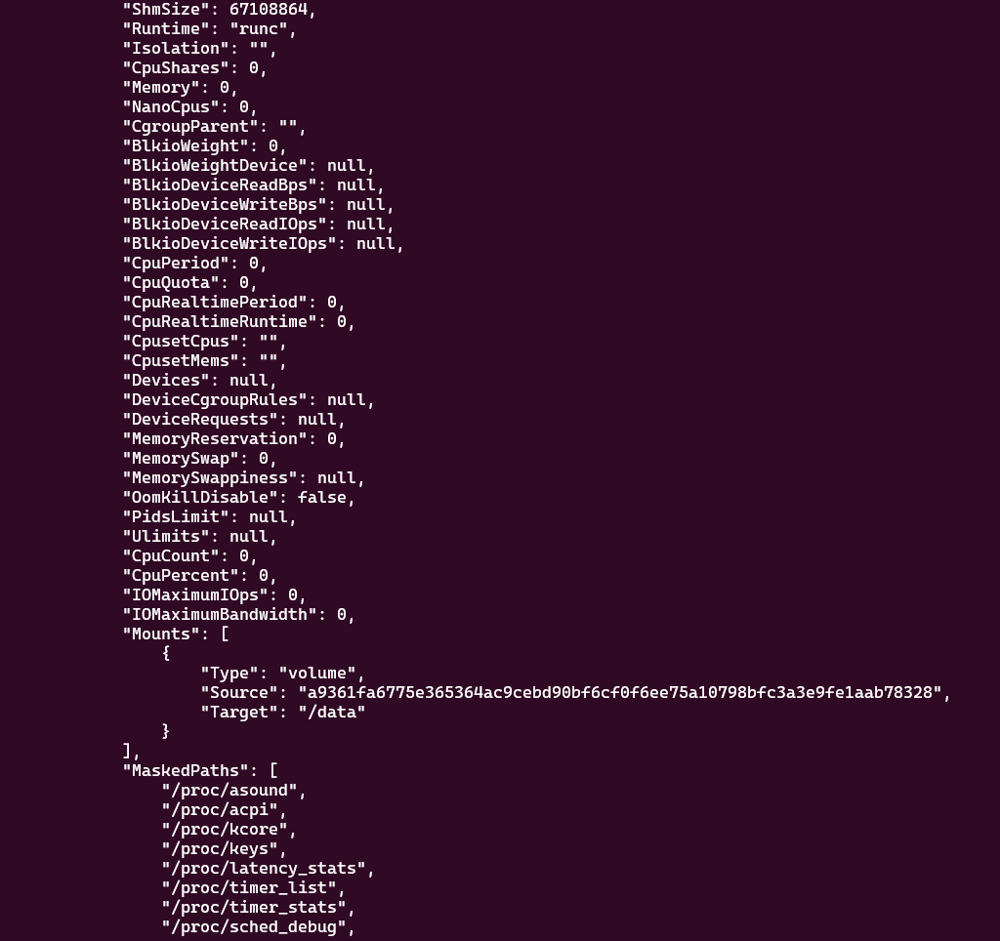 "ShmSize": 67108864,
"Runtime": "runc",
"Isolation": "",
"CpuShares": 0,
"Memory": 0,
"NanoCpus": 0,
"CgroupParent": "",
"BlkioWeight": 0,
"BlkioWeightDevice": null,
"BlkioDeviceReadBps": null,
"BlkioDeviceWriteBps": null,
"BlkioDeviceReadIOps": null,
"BlkioDeviceWriteIOps": null,
"CpuPeriod": 0,
"CpuQuota": 0,
"CpuRealtimePeriod": 0,
"CpuRealtimeRuntime": 0,
"CpusetCpus": "",
"CpusetMems": "",
"Devices": null,
"DeviceCgroupRules": null,
"DeviceRequests": null,
"MemoryReservation": 0,
"MemorySwap": 0,
"MemorySwappiness": null,
"OomKillDisable": false,
"PidsLimit": null,
"Ulimits": null,
"CpuCount": 0,
"CpuPercent": 0,
"IOMaximumIOps": 0,
"IOMaximumBandwidth": 0,
"Mounts": [
{
"Type": "volume",
"Source": "a9361fa6775e365364ac9cebd90bf6cf0f6ee75a10798bfc3a3e9fe1aab78328",
"Target": "/data"
}
],
"MaskedPaths": [
"/proc/asound",
"/proc/acpi",
"/proc/kcore",
"/proc/keys",
"/proc/latency_stats",
"/proc/timer_list",
"/proc/timer_stats",
"/proc/sched_debug",